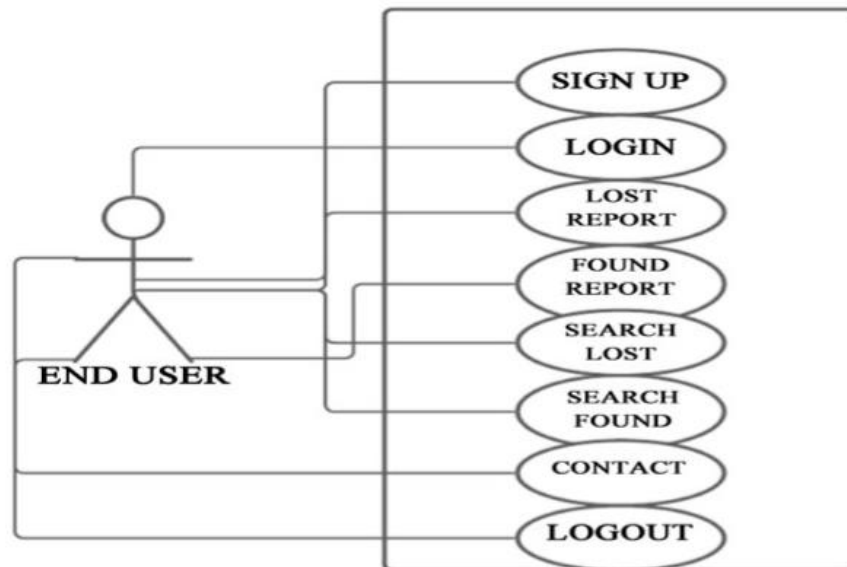 SIGN UP
LOGIN
LOST
REPORT
FOUND
REPORT
SEARCH
LOST
END USER
SEARCH
FOUND
CONTACT
LOGOUT